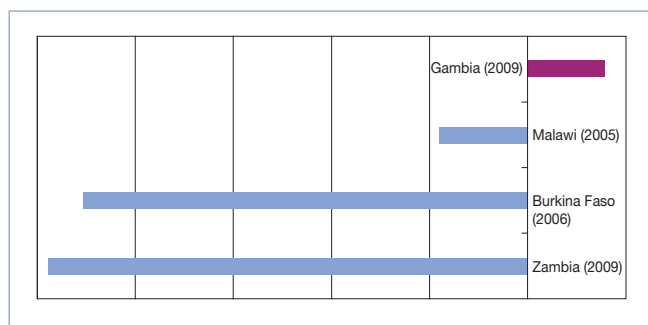 Gambia (2009)
Malawi (2005)
Burkina Faso
(2006)
Zambia (2009)